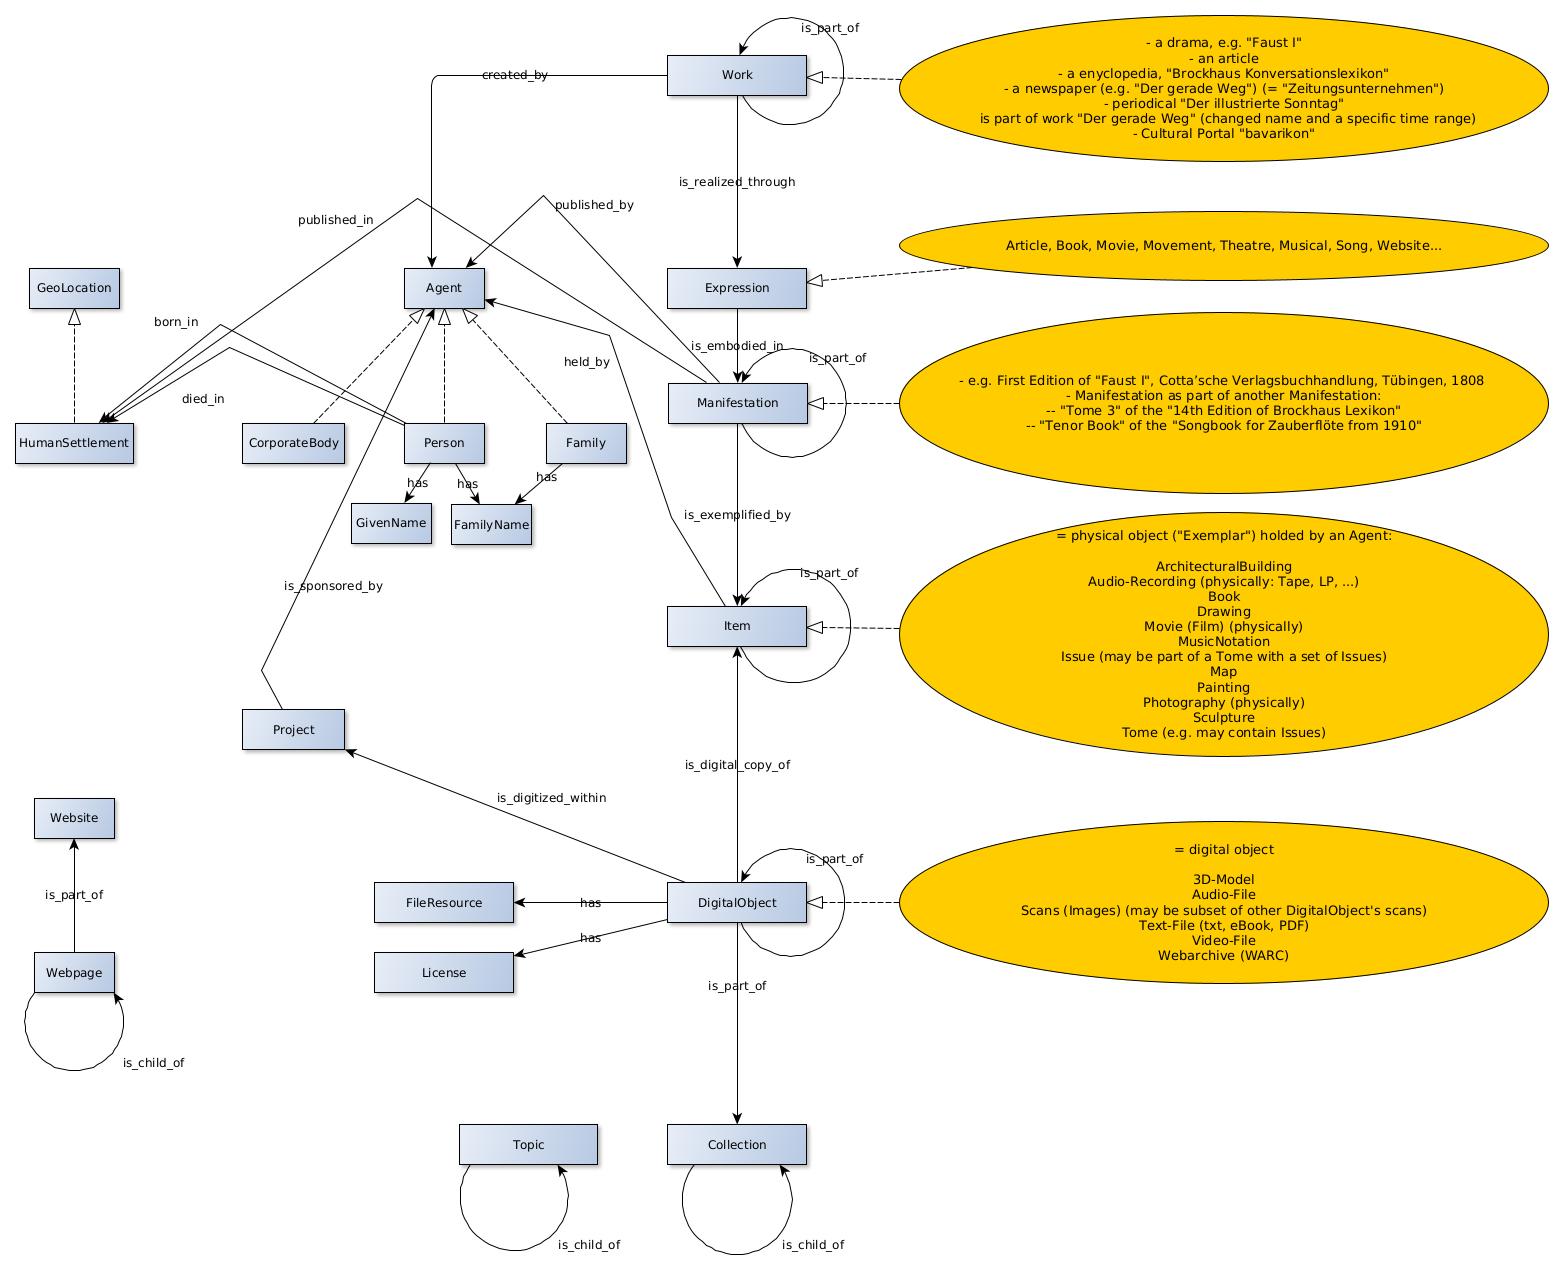 is_part_of
Work
created_by
- a drama, e.g. "Faust I"
- an article
- a enyclopedia, "Brockhaus Konversationslexikon"
- a newspaper (e.g. "Der gerade Weg") (= "Zeitungsunternehmen")
- periodical "Der illustrierte Sonntag"
is part of work "Der gerade Weg" (changed name and a specific time range)
- Cultural Portal "bavarikon"
is_realized_through
published_in
published_by
Article, Book, Movie, Movement, Theatre, Musical, Song, Website...
GeoLocation
Agent
Expression
born_in
is_embodied_in
is_part_of
held_by
died_in
Manifestation
- e.g. First Edition of "Faust I", Cotta’sche Verlagsbuchhandlung, Tübingen, 1808
- Manifestation as part of another Manifestation:
-- "Tome 3" of the "14th Edition of Brockhaus Lexikon"
-- "Tenor Book" of the "Songbook for Zauberflöte from 1910"
HumanSettlement
CorporateBody
Person
Family
has
has
has
GivenName
FamilyName
is_exemplified_by
is_sponsored_by
is_part_of
Item
= physical object ("Exemplar") holded by an Agent:
ArchitecturalBuilding
Audio-Recording (physically: Tape, LP, ...)
Book
Drawing
Movie (Film) (physically)
MusicNotation
Issue (may be part of a Tome with a set of Issues)
Map
Painting
Photography (physically)
Sculpture
Tome (e.g. may contain Issues)
Project
is_digital_copy_of
is_digitized_within
Website
is_part_of
is_part_of
FileResource
has
DigitalObject
has
= digital object
3D-Model
Audio-File
Scans (Images) (may be subset of other DigitalObject's scans)
Text-File (txt, eBook, PDF)
Video-File
Webarchive (WARC)
Webpage
License
is_part_of
is_child_of
Topic
Collection
is_child_of
is_child_of